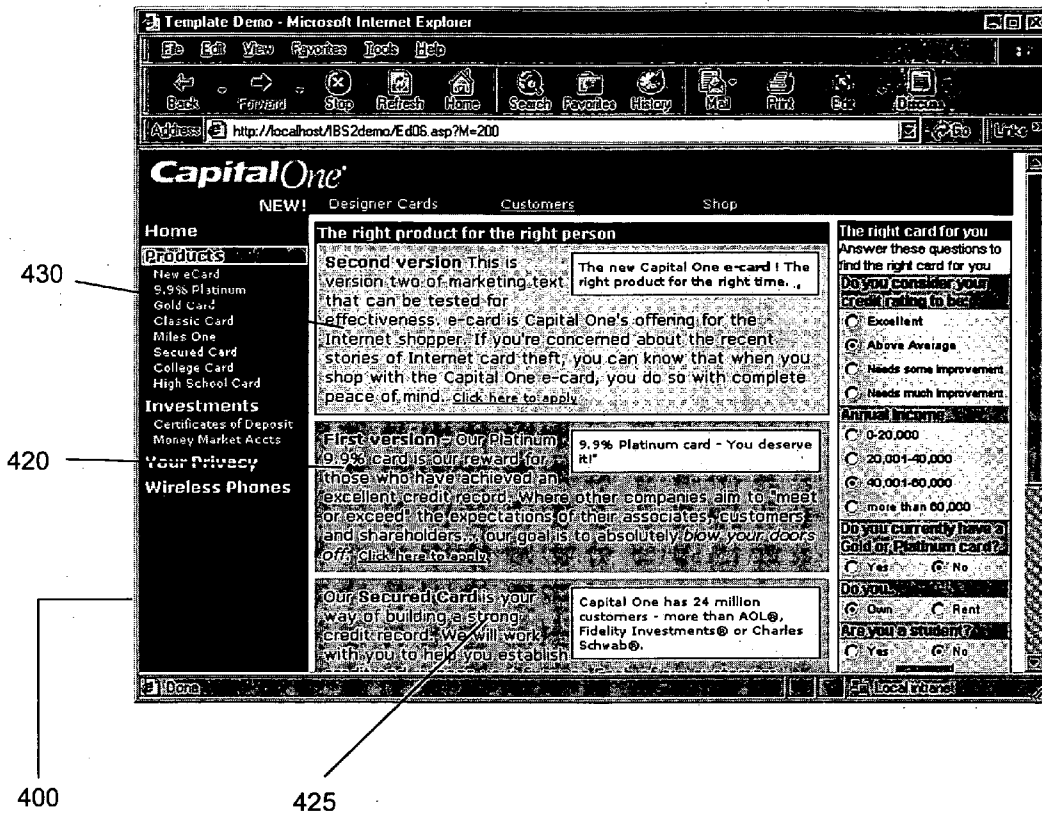 Template Demo - Microsoft Internet Explorer
File Edit View Favorites Tools Help
Back Forward Stop Refresh Home Search Favorites History Mail Print Edit Discuss
Address http://localhost/IBS2demo/Ed06.asp?M=200 Go Links »
CapitalOne
NEW! Designer Cards Customers Shop
Home
Products
New eCard
9.9% Platinum
Gold Card
Classic Card
Miles One
Secured Card
College Card
High School Card
Investments
Certificates of Deposit
Money Market Accts
Your Privacy
Wireless Phones
The right product for the right person
Second version This is
version two of marketing text
that can be tested for
effectiveness. e-card is Capital One's offering for the
Internet shopper. If you're concerned about the recent
stories of Internet card theft, you can know that when you
shop with the Capital One e-card, you do so with complete
peace of mind. Click here to apply
The new Capital One e-card ! The
right product for the right time.
First version - Our Platinum
9.9% card is our reward for
those who have achieved an
excellent credit record. Where other companies aim to "meet
or exceed" the expectations of their associates, customers
and shareholders... our goal is to absolutely blow your doors
off. Click here to apply
9.9% Platinum card - You deserve
it!"
Our Secured Card is your
way of building a strong
credit record. We will work
with you to help you establish
Capital One has 24 million
customers - more than AOL®,
Fidelity Investments® or Charles
Schwab®.
The right card for you
Answer these questions to
find the right card for you
Do you consider your
credit rating to be:
Excellent
Above Average
Needs some improvement
Needs much improvement
Annual Income
0-20,000
20,001-40,000
40,001-60,000
more than 60,000
Do you currently have a
Gold or Platinum card?
Yes No
Do you..
Own Rent
Are you a student?
Yes No
Done Local intranet
430
420
400
425